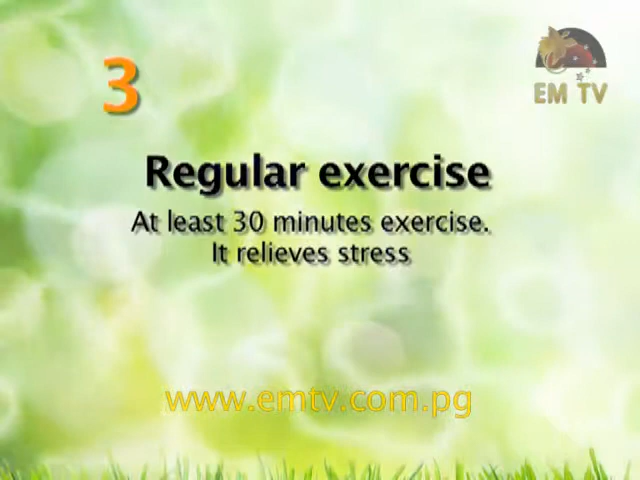 3
EM TV
Regular exercise
At least 30 minutes exercise.
It relieves stress
www.emtv.com.pg